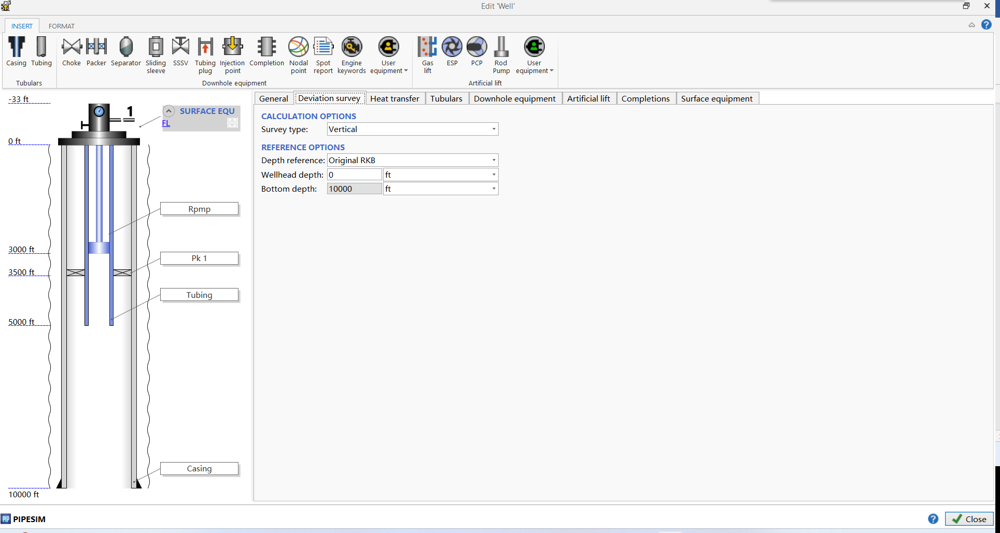 Edit 'Well'
INSERT FORMAT
Casing Tubing Choke Packer Separator Sliding sleeve SSSV Tubing plug Injection point Completion Nodal point Spot report Engine keywords User equipment Gas lift ESP PCP Rod Pump User equipment
Tubulars Downhole equipment Artificial lift
-33 ft
1
SURFACE EQU
FL
0 ft
Rpmp
3000 ft
Pk 1
3500 ft
Tubing
5000 ft
Casing
10000 ft
General Deviation survey Heat transfer Tubulars Downhole equipment Artificial lift Completions Surface equipment
CALCULATION OPTIONS
Survey type: Vertical
REFERENCE OPTIONS
Depth reference: Original RKB
Wellhead depth: 0 ft
Bottom depth: 10000 ft
PIP PIPESIM
? Close